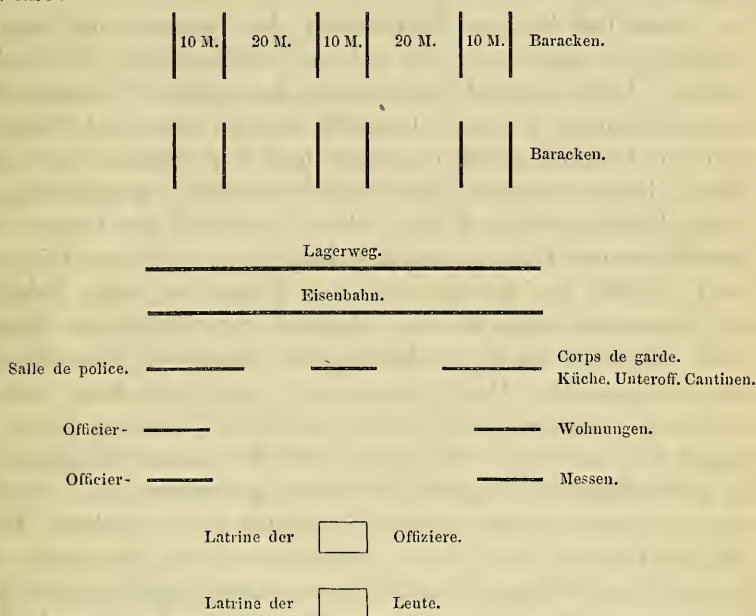 10 M. 20 M. 10 M. 20 M. 10 M. Baracken.
Baracken.
Lagerweg.
Eisenbahn.
Salle de police. Corps de garde.
Küche. Unteroff. Cantinen.
Officier- Wohnungen.
Officier- Messen.
Latrine der Offiziere.
Latrine der Leute.